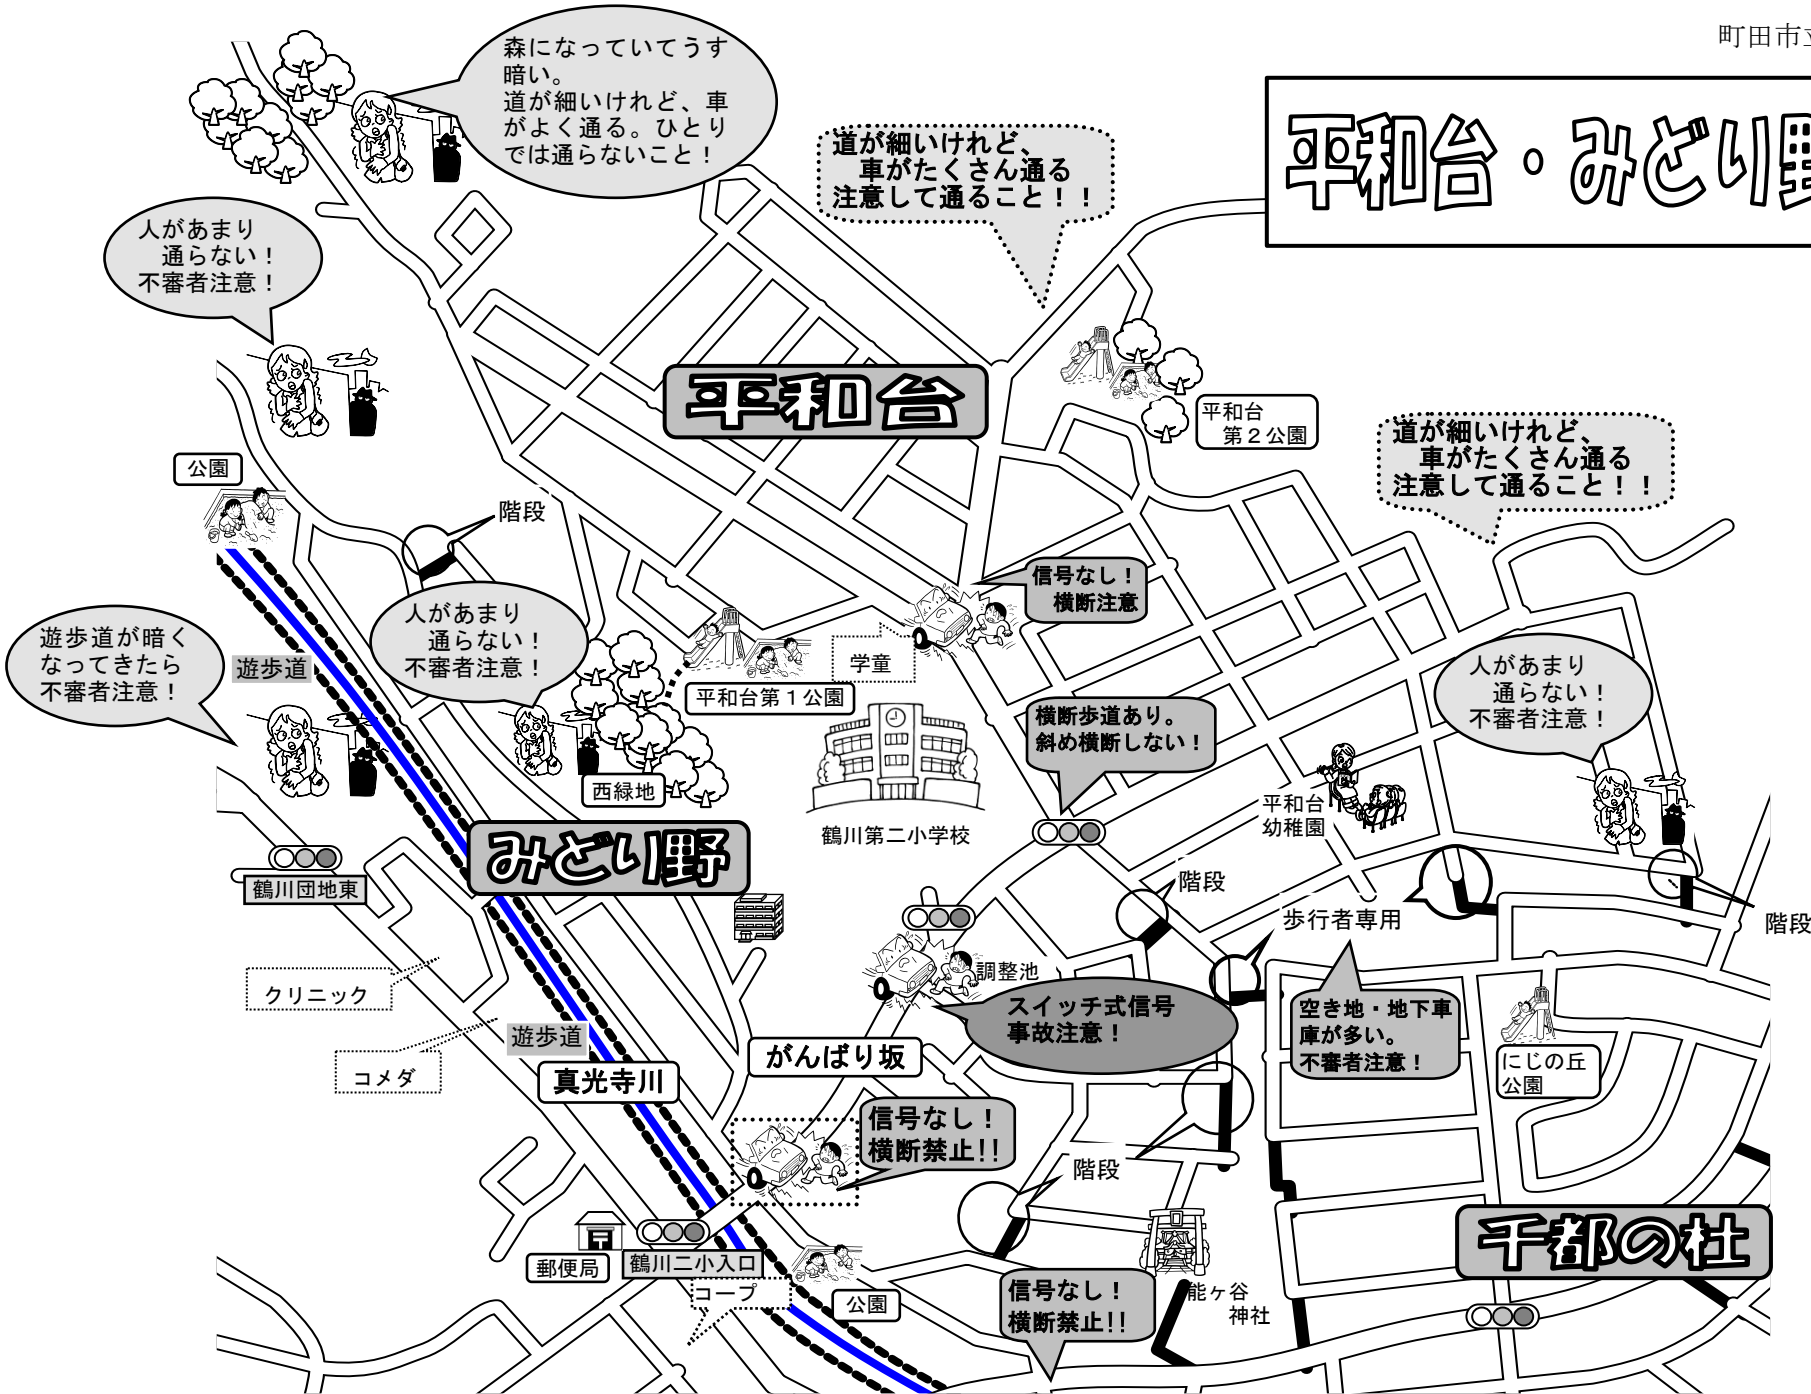 町田市立
平和台・みどり野
森になっていてうす
暗い。
道が細いけれど、車
がよく通る。ひとり
では通らないこと！
道が細いけれど、
車がたくさん通る
注意して通ること！！
人があまり
通らない！
不審者注意！
平和台
平和台
第２公園
道が細いけれど、
車がたくさん通る
注意して通ること！！
公園
階段
信号なし！
横断注意
人があまり
通らない！
不審者注意！
遊歩道が暗く
なってきたら
不審者注意！
遊歩道
学童
平和台第１公園
人があまり
通らない！
不審者注意！
横断歩道あり。
斜め横断しない！
西緑地
平和台
幼稚園
鶴川第二小学校
みどり野
鶴川団地東
階段
歩行者専用
階段
調整池
クリニック
スイッチ式信号
事故注意！
空き地・地下車
庫が多い。
不審者注意！
遊歩道
がんばり坂
コメダ
真光寺川
にじの丘
公園
信号なし！
横断禁止!!
階段
千都の杜
郵便局
鶴川二小入口
コープ
公園
信号なし！
横断禁止!!
能ヶ谷
神社